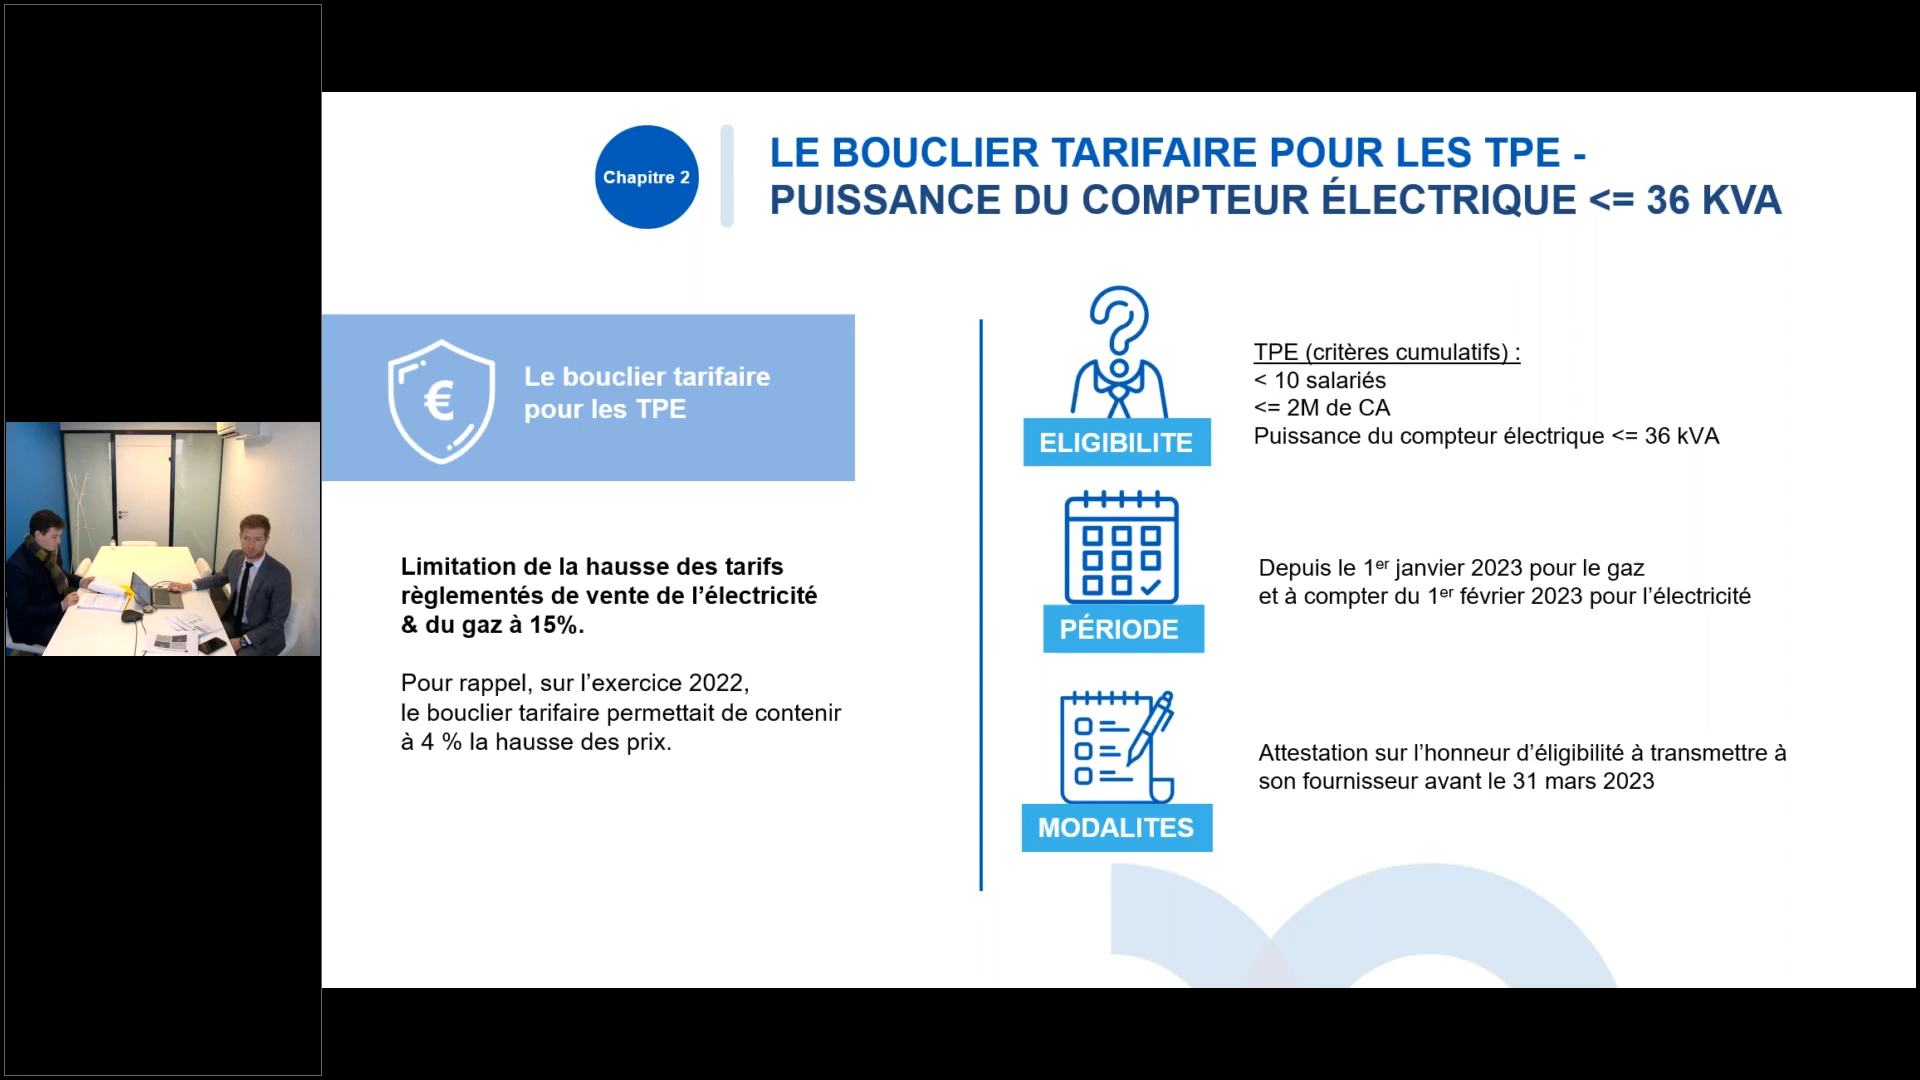 Chapitre 2
LE BOUCLIER TARIFAIRE POUR LES TPE -
PUISSANCE DU COMPTEUR ÉLECTRIQUE <= 36 KVA
€
Le bouclier tarifaire
pour les TPE
Limitation de la hausse des tarifs
règlementés de vente de l’électricité
& du gaz à 15%.
Pour rappel, sur l’exercice 2022,
le bouclier tarifaire permettait de contenir
à 4 % la hausse des prix.
ELIGIBILITE
TPE (critères cumulatifs) :
< 10 salariés
<= 2M de CA
Puissance du compteur électrique <= 36 kVA
PÉRIODE
Depuis le 1er janvier 2023 pour le gaz
et à compter du 1er février 2023 pour l’électricité
MODALITES
Attestation sur l’honneur d’éligibilité à transmettre à
son fournisseur avant le 31 mars 2023